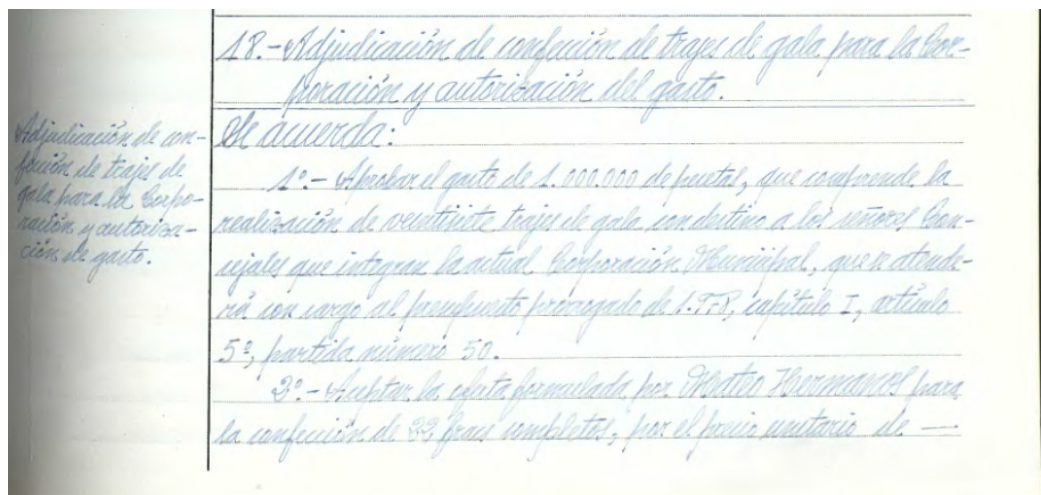 18.- Adjudicación de confección de trajes de gala para la Cor-
poración y autorización del gasto.
Adjudicación de con-
fección de trajes de
gala para la Corpo-
ración y autoriza-
ción de gasto.
Se acuerda:
1º.- Aprobar el gasto de 1.000.000 de pesetas, que comprende la
realización de veintisiete trajes de gala con destino a los señores Con-
cejales que integran la actual Corporación Municipal, que se atende-
rá con cargo al presupuesto prorrogado de 1.978, capítulo I, artículo
5º, partida número 50.
2º.- Aceptar la oferta formulada por Mateo Hermanos para
la confección de 22 fracs completos, por el precio unitario de —